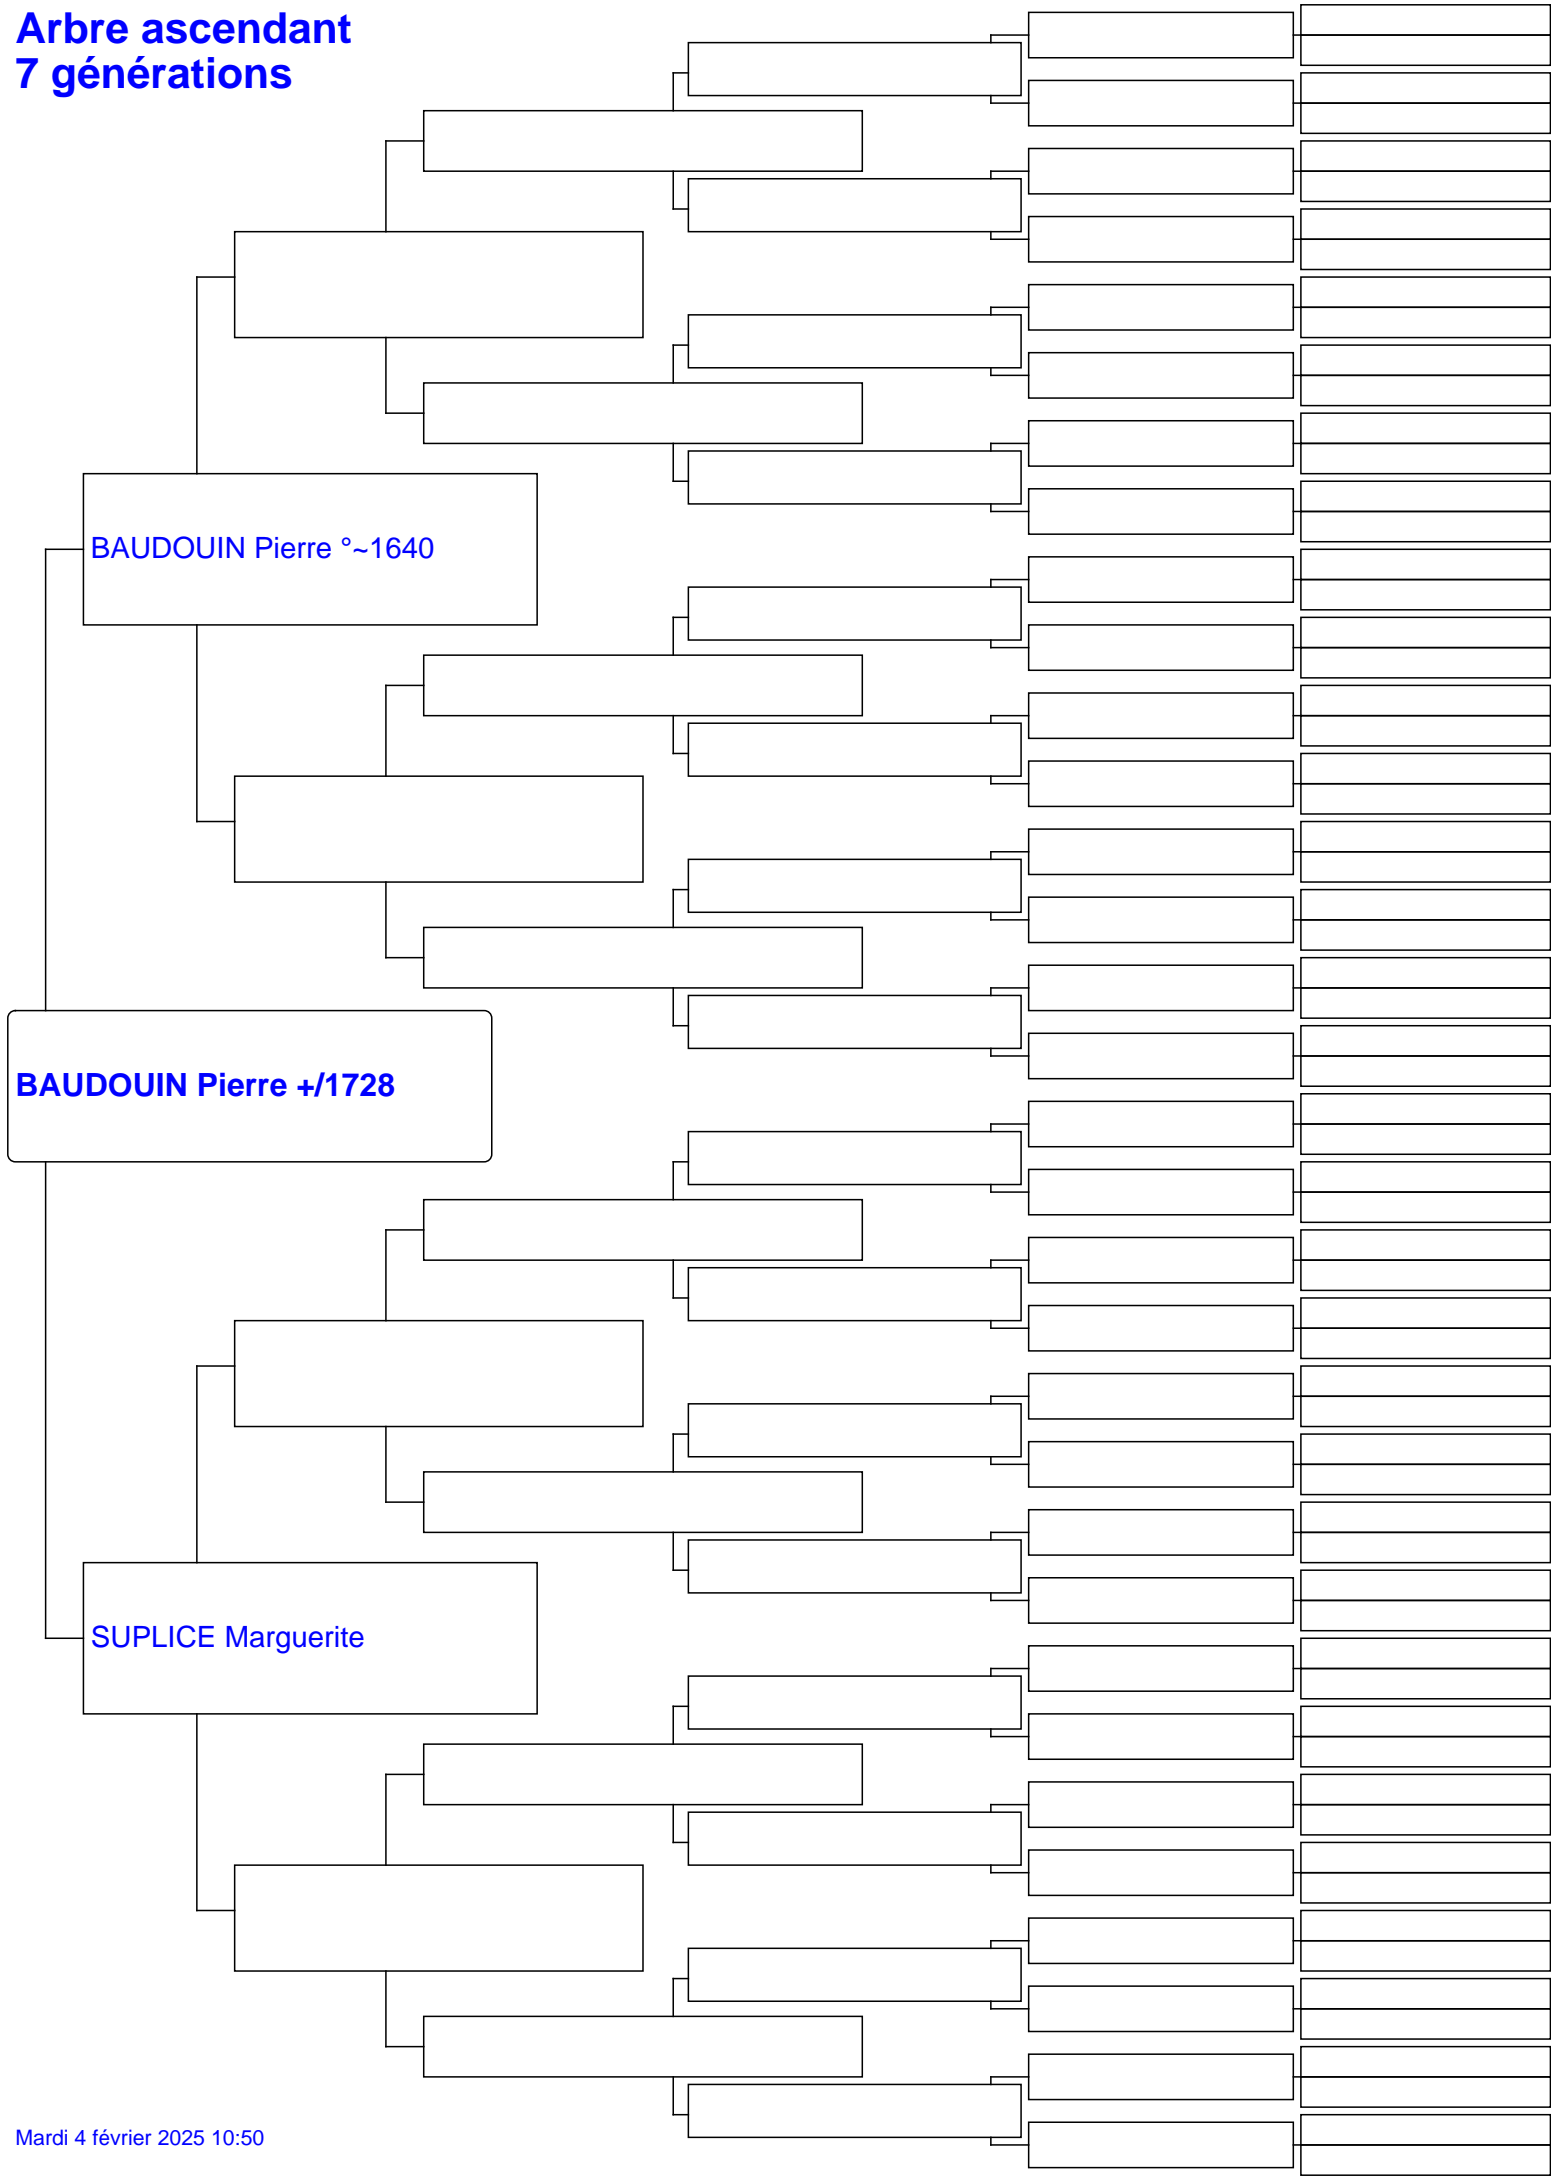 Arbre ascendant
7 générations
BAUDOUIN Pierre °~1640
BAUDOUIN Pierre +/1728
SUPLICE Marguerite
Mardi 4 février 2025 10:50